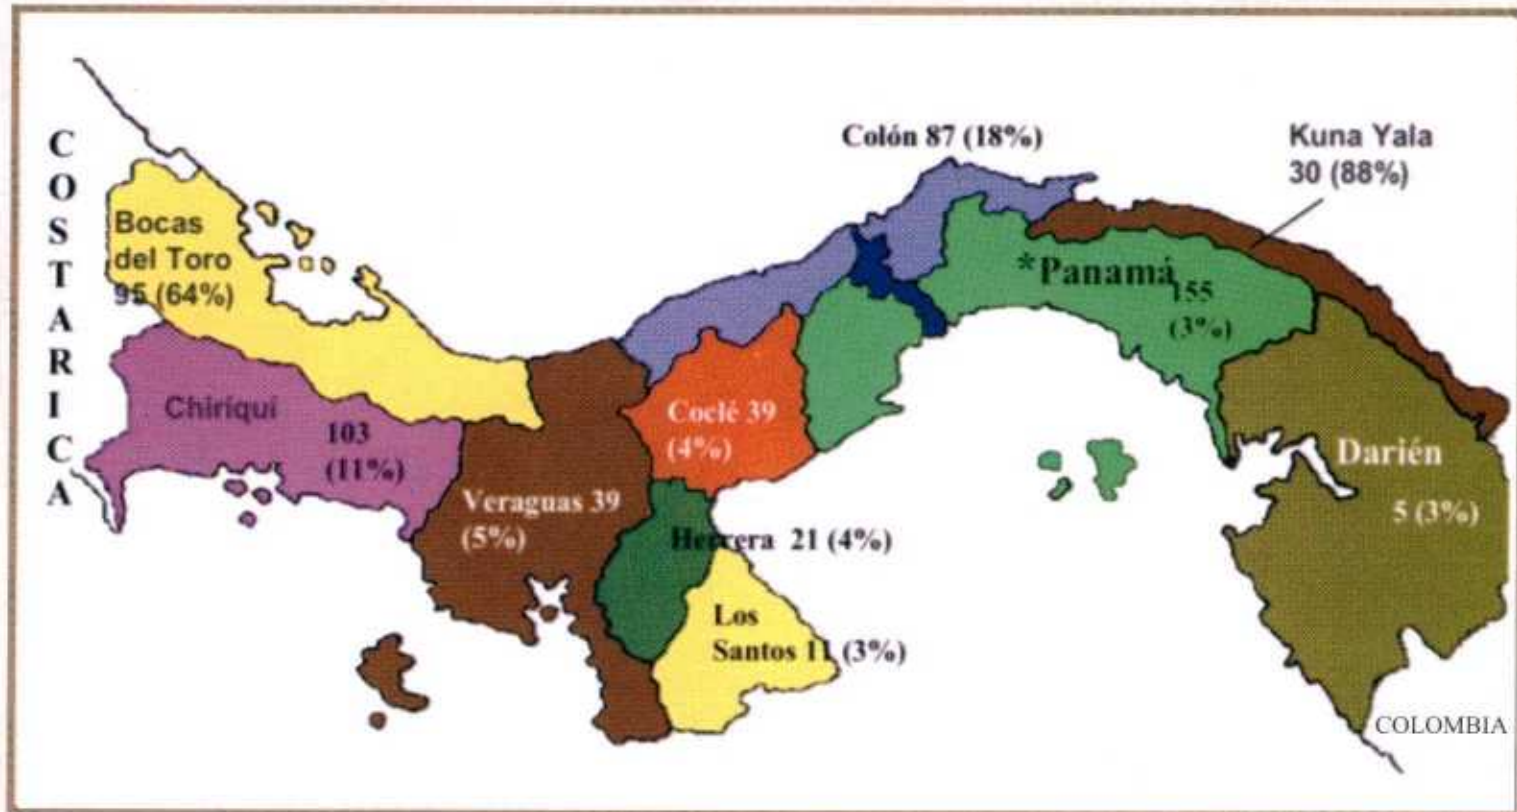 COSTA RICA
Colón 87 (18%)
Kuna Yala
30 (88%)
Bocas
del Toro
95 (64%)
*Panamá
155
(3%)
Chiriquí
103
(11%)
Coclé 39
(4%)
Darién
Veraguas 39
(5%)
5 (3%)
Herrera 21 (4%)
Los
Santos 11 (3%)
COLOMBIA